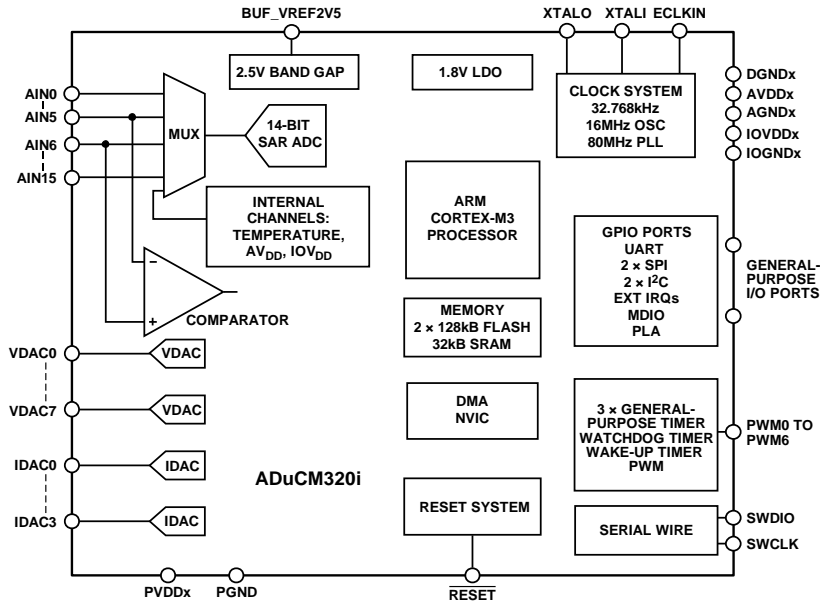 BUF_VREF2V5
XTALO
XTALI
ECLKIN
2.5V BAND GAP
1.8V LDO
CLOCK SYSTEM
32.768kHz
16MHz OSC
80MHz PLL
DGNDx
AVDDx
AGNDx
IOVDDx
IOGNDx
AIN0
AIN5
AIN6
AIN15
MUX
14-BIT
SAR ADC
INTERNAL
CHANNELS:
TEMPERATURE,
AVDD, IOVDD
ARM
CORTEX-M3
PROCESSOR
GPIO PORTS
UART
2 × SPI
2 × I2C
EXT IRQs
MDIO
PLA
GENERAL-
PURPOSE
I/O PORTS
−
+
COMPARATOR
MEMORY
2 × 128kB FLASH
32kB SRAM
VDAC0
VDAC
VDAC7
VDAC
DMA
NVIC
3 × GENERAL-
PURPOSE TIMER
WATCHDOG TIMER
WAKE-UP TIMER
PWM
PWM0 TO
PWM6
IDAC0
IDAC
IDAC3
IDAC
ADuCM320i
RESET SYSTEM
SERIAL WIRE
SWDIO
SWCLK
PVDDx
PGND
RESET